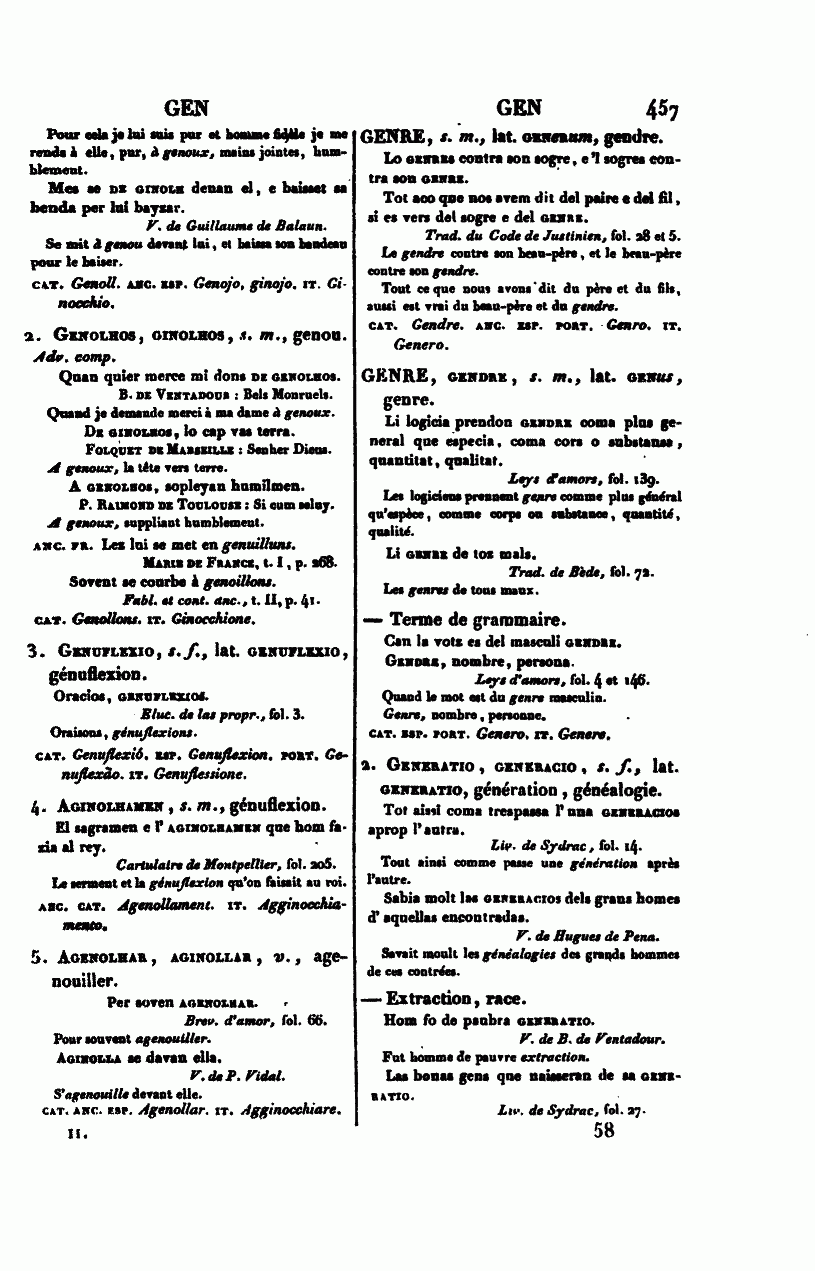 GEN
GEN 457
Pour cela je lui suis pur et homme fidèle je me
rends à elle, pur, à genoux, mains jointes, hum-
blement.
Mes se DE GINOLH denan el, e baisset sa
benda per lui baysar.
V. de Guillaume de Balaun.
Se mit à genou devant lui, et baissa son bandeau
pour le baiser.
CAT. Genoll. ANC. ESP. Genojo, ginojo. IT. Gi-
nocchio.
2. GENOLHOS, GINOLHOS, s. m., genou.
Adv. comp.
Quan quier merce mi dons DE GENOLHOS.
B. DE VENTADOUR : Bels Monruels.
Quand je demande merci à ma dame à genoux.
DE GINOLHOS, lo cap vas terra.
FOLQUET DE MARSEILLE : Senher Dieus.
A genoux, la tête vers terre.
A GENOLHOS, sopleyan humilmen.
P. RAIMOND DE TOULOUSE : Si cum seluy.
A genoux, suppliant humblement.
ANC. FR. Lez lui se met en genuilluns.
MARIE DE FRANCE, t. I, p. 268.
Sovent se courbe à genoillons.
Fabl. et cont. anc., t. II, p. 41.
CAT. Genollons. IT. Ginocchione.
3. GENUFLEXIO, s. f., lat. GENUFLEXIO,
génuflexion.
Oracios, GENUFLEXIOS.
Eluc. de las propr., fol. 3.
Oraisons, génuflexions.
CAT. Genuflexió. ESP. Genuflexion. PORT. Ge-
nuflexão. IT. Genuflessione.
4. AGINOLHAMEN, s. m., génuflexion.
El sagramen e l' AGINOLHAMEN que hom fa-
zia al rey.
Cartulaire de Montpellier, fol. 205.
Le serment et la génuflexion qu'on faisait au roi.
ANC. CAT. Agenollament. IT. Agginocchia-
mento.
5. AGENOLHAR, AGINOLLAR, v., age-
nouiller.
Per soven AGENOLHAR.
Brev. d'amor, fol. 66.
Pour souvent agenouiller.
AGINOLLA se davan ella.
V. de P. Vidal.
S'agenouille devant elle.
CAT. ANC. ESP. Agenollar. IT. Agginocchiare.
II.
GENRE, s. m., lat. GENERUM, gendre.
Lo GENRES contra son sogre, e 'l sogres con-
tra son GENRE.
Tot aco que nos avem dit del paire e del fil,
si es vers del sogre e del GENRE.
Trad. du Code de Justinien, fol. 28 et 5.
Le gendre contre son beau-père, et le beau-père
contre son gendre.
Tout ce que nous avons dit du père et du fils,
aussi est vrai du beau-père et du gendre.
CAT. Gendre. ANC. ESP. PORT. Genro. IT.
Genero.
GENRE, GENDRE, s. m., lat. GENUS,
genre.
Li logicia prendon GENDRE coma plus ge-
neral que especia, coma cors o substansa,
quantitat, qualitat.
Leys d'amors, fol. 139.
Les logiciens prennent genre comme plus général
qu'espèce, comme corps ou substance, quantité,
qualité.
Li GENRE de toz mals.
Trad. de Bède, fol. 72.
Les genres de tous maux.
— Terme de grammaire.
Can la votz es del masculi GENDRE.
GENDRE, nombre, persona.
Leys d'amors, fol. 4 et 146.
Quand le mot est du genre masculin.
Genre, nombre, personne.
CAT. ESP. PORT. Genero. IT. Genere.
2. GENERATIO, GENERACIO, s. f., lat.
GENERATIO, génération, généalogie.
Tot aissi coma trespassa l' una GENERACIOS
aprop l' autra.
Liv. de Sydrac, fol. 14.
Tout ainsi comme passe une génération après
l'autre.
Sabia molt las GENERACIOS dels grans homes
d' aquellas encontradas.
V. de Hugues de Pena.
Savait moult les généalogies des grands hommes
de ces contrées.
— Extraction, race.
Hom fo de paubra GENERATIO.
V. de B. de Ventadour.
Fut homme de pauvre extraction.
Las bonas gens que naisseran de sa GENE-
RATIO.
Liv. de Sydrac, fol. 27.
58